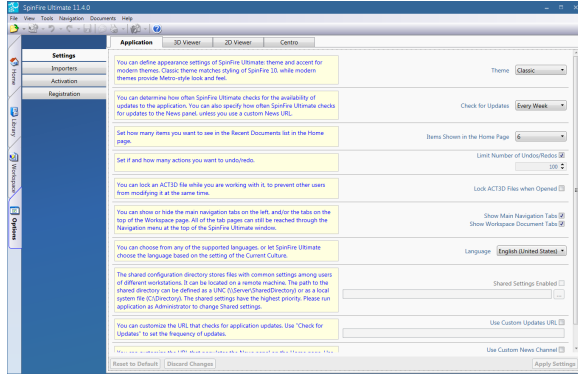 SpinFire Ultimate 11.4.0
File View Tools Navigation Documents Help
Application 3D Viewer 2D Viewer Centro
Settings
Importers
Activation
Registration
Home
Library
Workspace
Options
You can define appearance settings of SpinFire Ultimate: theme and accent for
modern themes. Classic theme matches styling of SpinFire 10, while modern
themes provide Metro-style look and feel.
Theme Classic
You can determine how often SpinFire Ultimate checks for the availability of
updates to the application. You can also specify how often SpinFire Ultimate checks
for updates to the News panel, unless you use a custom News URL.
Check for Updates Every Week
Set how many items you want to see in the Recent Documents list in the Home
page.
Items Shown in the Home Page 6
Set if and how many actions you want to undo/redo.
Limit Number of Undos/Redos
100
You can lock an ACT3D file while you are working with it, to prevent other users
from modifying it at the same time.
Lock ACT3D Files when Opened
You can show or hide the main navigation tabs on the left, and/or the tabs on the
top of the Workspace page. All of the tab pages can still be reached through the
Navigation menu at the top of the SpinFire Ultimate window.
Show Main Navigation Tabs
Show Workspace Document Tabs
You can choose from any of the supported languages, or let SpinFire Ultimate
choose the language based on the setting of the Current Culture.
Language English (United States)
The shared configuration directory stores files with common settings among users
of different workstations. It can be located on a remote machine. The path to the
shared directory can be defined as a UNC (\\Server\SharedDirectory) or as a local
system file (C:\Directory). The shared settings have the highest priority. Please run
application as Administrator to change Shared settings.
Shared Settings Enabled
...
You can customize the URL that checks for application updates. Use "Check for
Updates" to set the frequency of updates.
Use Custom Updates URL
Use Custom News Channel
Reset to Default Discard Changes Apply Settings